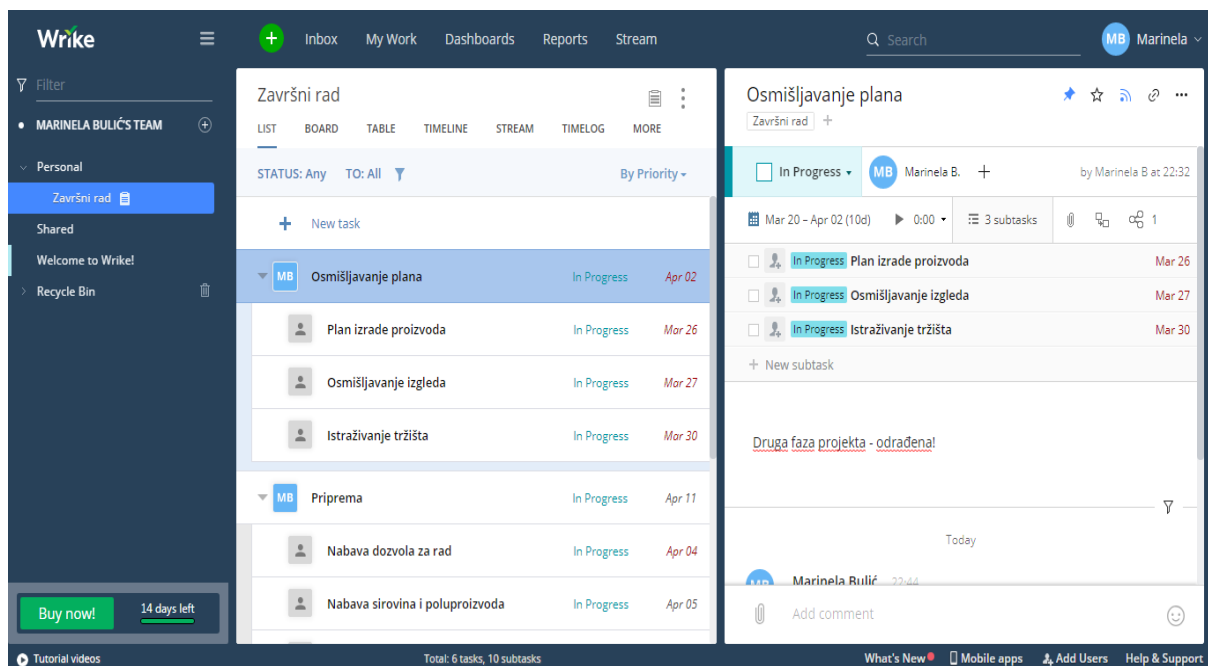 Wrike
Inbox My Work Dashboards Reports Stream
Search
MB Marinela
Filter
MARINELA BULIĆ'S TEAM
Personal
Završni rad
Shared
Welcome to Wrike!
Recycle Bin
Buy now! 14 days left
Tutorial videos
Završni rad
LIST BOARD TABLE TIMELINE STREAM TIMELOG MORE
STATUS: Any TO: All By Priority
+ New task
MB Osmišljavanje plana In Progress Apr 02
Plan izrade proizvoda In Progress Mar 26
Osmišljavanje izgleda In Progress Mar 27
Istraživanje tržišta In Progress Mar 30
MB Priprema In Progress Apr 11
Nabava dozvola za rad In Progress Apr 04
Nabava sirovina i poluproizvoda In Progress Apr 05
Total: 6 tasks, 10 subtasks
Osmišljavanje plana
Završni rad +
In Progress MB Marinela B. + by Marinela B at 22:32
Mar 20 – Apr 02 (10d) 0:00 3 subtasks 1
In Progress Plan izrade proizvoda Mar 26
In Progress Osmišljavanje izgleda Mar 27
In Progress Istraživanje tržišta Mar 30
+ New subtask
Druga faza projekta - odrađena!
Today
MB Marinela Bulić 22:44
Add comment
What's New Mobile apps Add Users Help & Support